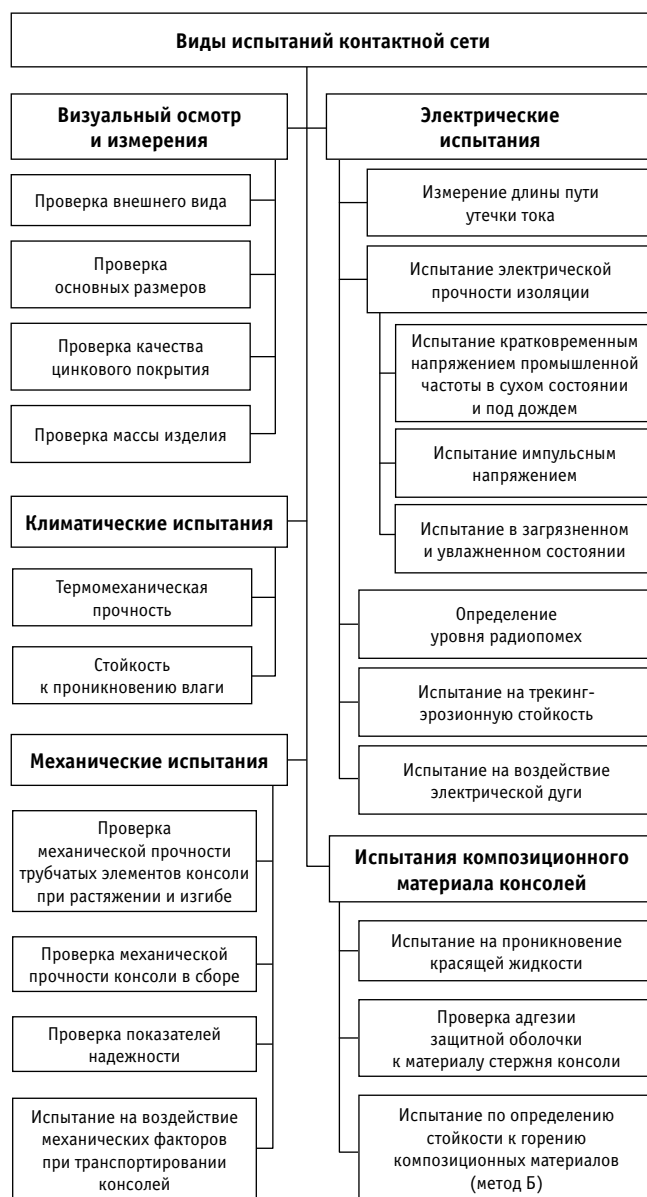 Виды испытаний контактной сети
Визуальный осмотр
и измерения
Проверка внешнего вида
Проверка
основных размеров
Проверка качества
цинкового покрытия
Проверка массы изделия
Климатические испытания
Термомеханическая
прочность
Стойкость
к проникновению влаги
Механические испытания
Проверка
механической прочности
трубчатых элементов консоли
при растяжении и изгибе
Проверка механической
прочности консоли в сборе
Проверка показателей
надежности
Испытание на воздействие
механических факторов
при транспортировании
консолей
Электрические
испытания
Измерение длины пути
утечки тока
Испытание электрической
прочности изоляции
Испытание кратковременным
напряжением промышленной
частоты в сухом состоянии
и под дождем
Испытание импульсным
напряжением
Испытание в загрязненном
и увлажненном состоянии
Определение
уровня радиопомех
Испытание на трекинг-
эрозионную стойкость
Испытание на воздействие
электрической дуги
Испытания композиционного
материала консолей
Испытание на проникновение
красящей жидкости
Проверка адгезии
защитной оболочки
к материалу стержня консоли
Испытание по определению
стойкости к горению
композиционных материалов
(метод Б)